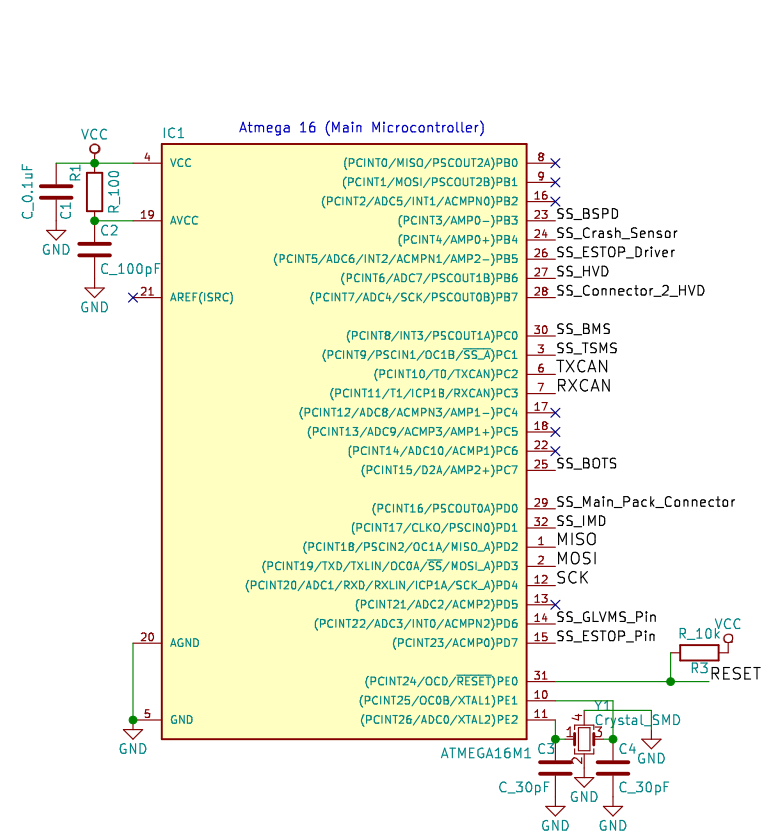 Atmega 16 (Main Microcontroller)
IC1
VCC
4 VCC
19 AVCC
21 AREF(ISRC)
20 AGND
5 GND
C_0.1uF
C1
GND
R1
R_100
C2
C_100pF
GND
GND
(PCINT0/MISO/PSCOUT2A)PB0 8
(PCINT1/MOSI/PSCOUT2B)PB1 9
(PCINT2/ADC5/INT1/ACMPN0)PB2 16
(PCINT3/AMP0-)PB3 23 SS_BSPD
(PCINT4/AMP0+)PB4 24 SS_Crash_Sensor
(PCINT5/ADC6/INT2/ACMPN1/AMP2-)PB5 26 SS_ESTOP_Driver
(PCINT6/ADC7/PSCOUT1B)PB6 27 SS_HVD
(PCINT7/ADC4/SCK/PSCOUT0B)PB7 28 SS_Connector_2_HVD
(PCINT8/INT3/PSCOUT1A)PC0 30 SS_BMS
(PCINT9/PSCIN1/OC1B/SS_A)PC1 3 SS_TSMS
(PCINT10/T0/TXCAN)PC2 6 TXCAN
(PCINT11/T1/ICP1B/RXCAN)PC3 7 RXCAN
(PCINT12/ADC8/ACMPN3/AMP1-)PC4 17
(PCINT13/ADC9/ACMP3/AMP1+)PC5 18
(PCINT14/ADC10/ACMP1)PC6 22
(PCINT15/D2A/AMP2+)PC7 25 SS_BOTS
(PCINT16/PSCOUT0A)PD0 29 SS_Main_Pack_Connector
(PCINT17/CLKO/PSCIN0)PD1 32 SS_IMD
(PCINT18/PSCIN2/OC1A/MISO_A)PD2 1 MISO
(PCINT19/TXD/TXLIN/OC0A/SS/MOSI_A)PD3 2 MOSI
(PCINT20/ADC1/RXD/RXLIN/ICP1A/SCK_A)PD4 12 SCK
(PCINT21/ADC2/ACMP2)PD5 13
(PCINT22/ADC3/INT0/ACMPN2)PD6 14 SS_GLVMS_Pin
(PCINT23/ACMP0)PD7 15 SS_ESTOP_Pin
(PCINT24/OCD/RESET)PE0 31
(PCINT25/OC0B/XTAL1)PE1 10
(PCINT26/ADC0/XTAL2)PE2 11
R_10k
VCC
R3
RESET
Y1
Crystal_SMD
4
1
3
2
ATMEGA16M1
C3
C_30pF
GND
GND
C4
C_30pF
GND
GND